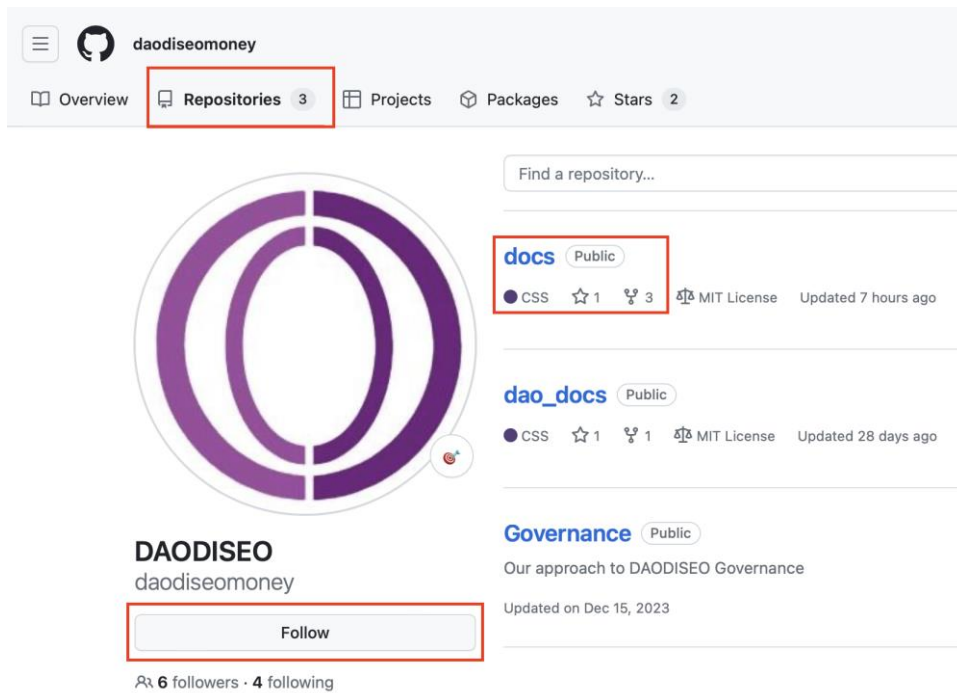 daodiseomoney
Overview Repositories 3 Projects Packages Stars 2
Find a repository...
docs Public
CSS 1 3 MIT License Updated 7 hours ago
dao_docs Public
CSS 1 1 MIT License Updated 28 days ago
Governance Public
Our approach to DAODISEO Governance
Updated on Dec 15, 2023
DAODISEO
daodiseomoney
Follow
6 followers · 4 following